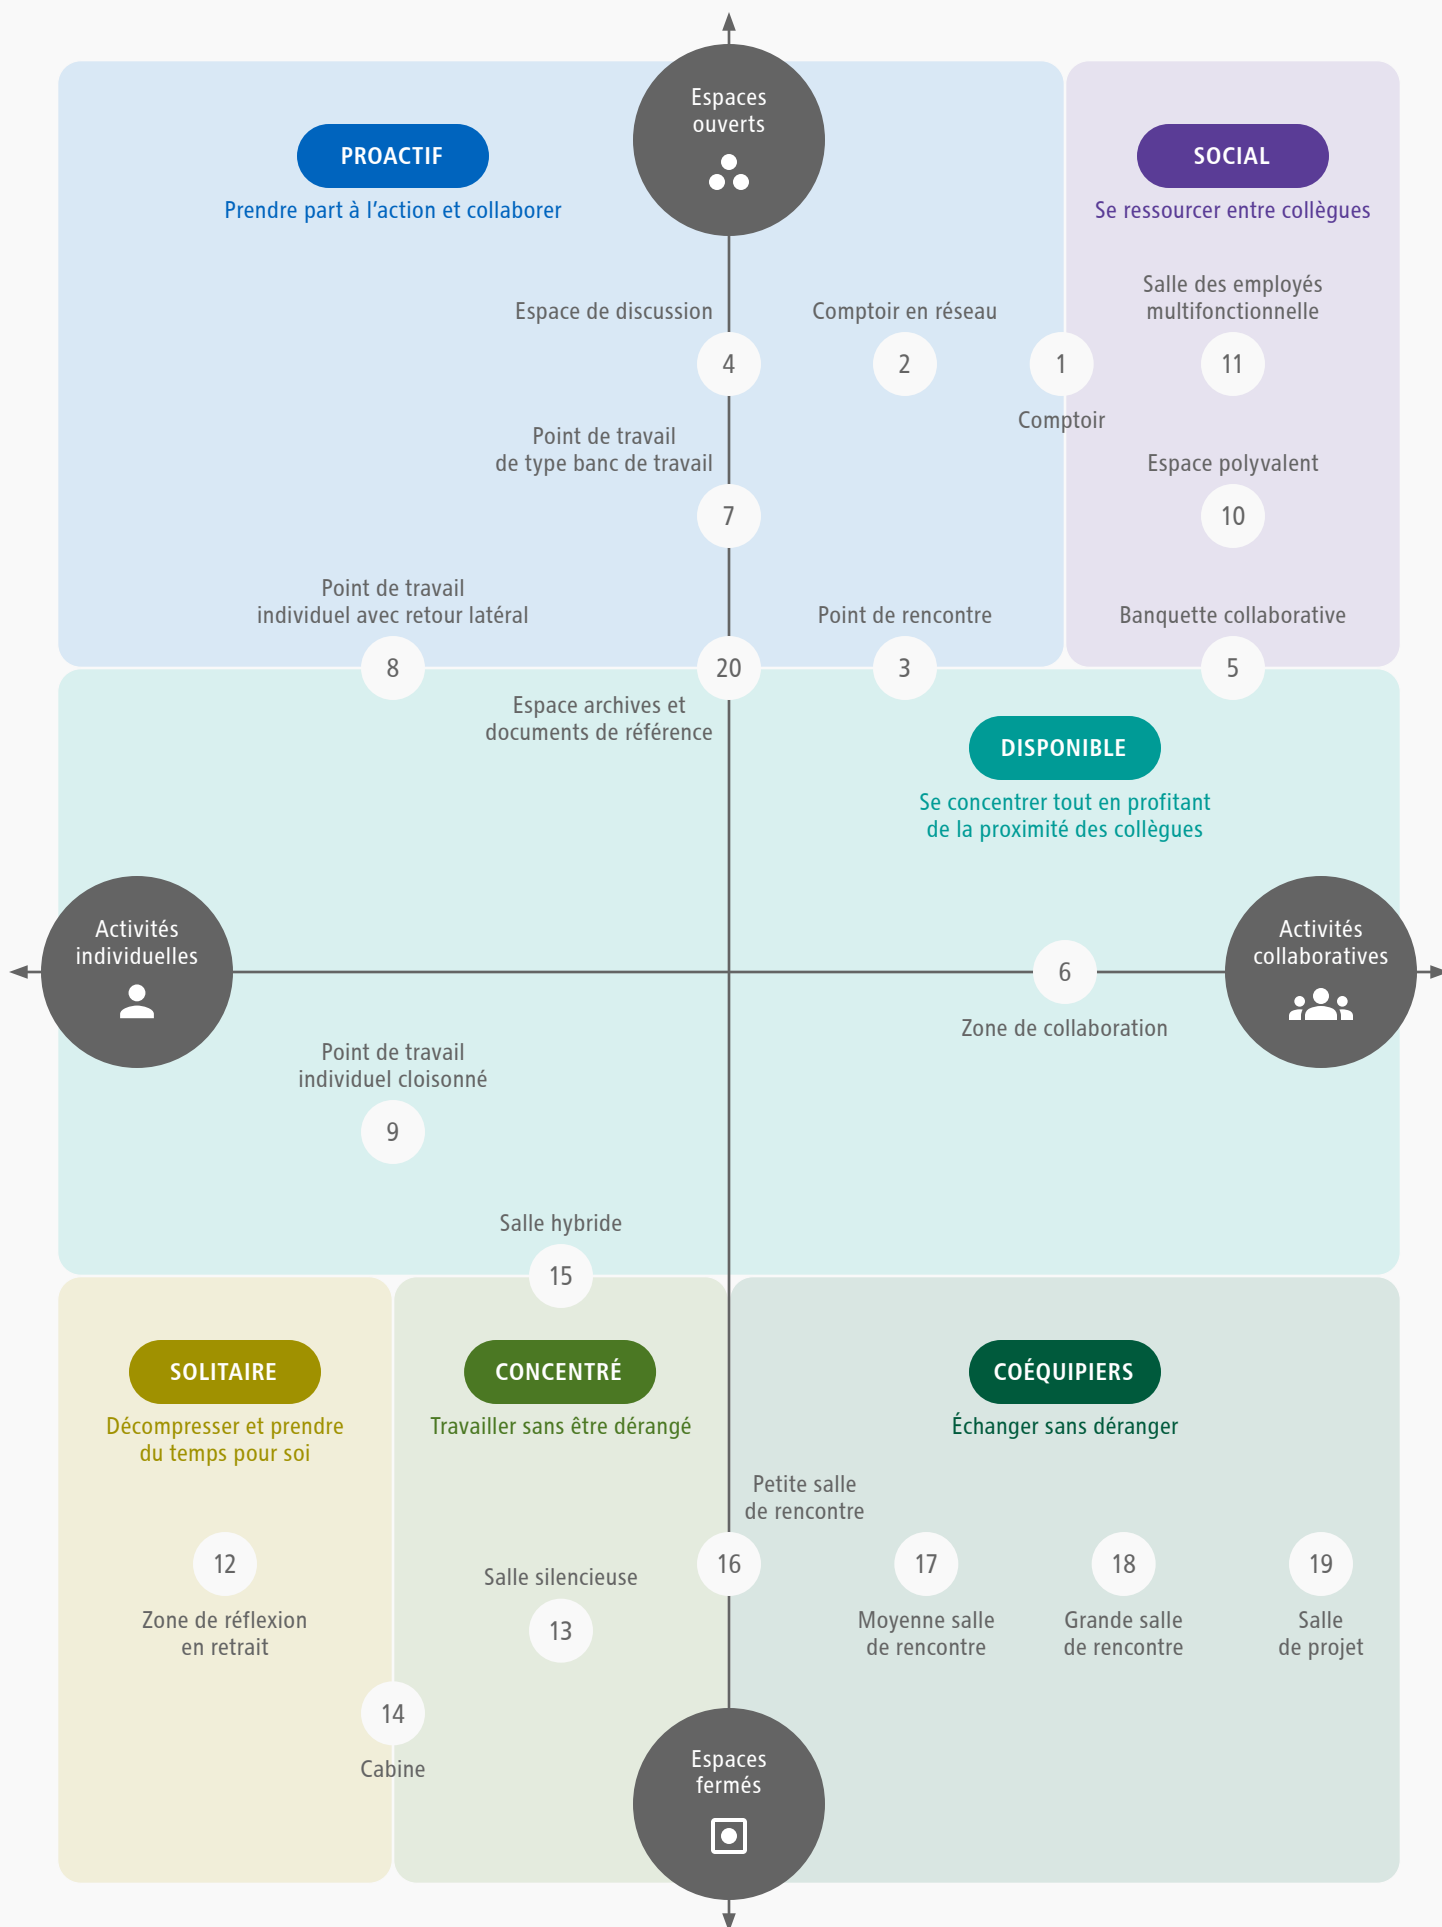 Espaces
ouverts
PROACTIF
Prendre part à l’action et collaborer
SOCIAL
Se ressourcer entre collègues
Espace de discussion
4
Comptoir en réseau
2
1
Comptoir
Salle des employés
multifonctionnelle
11
Point de travail
de type banc de travail
7
Espace polyvalent
10
Point de travail
individuel avec retour latéral
8
20
Espace archives et
documents de référence
Point de rencontre
3
Banquette collaborative
5
DISPONIBLE
Se concentrer tout en profitant
de la proximité des collègues
Activités
individuelles
6
Zone de collaboration
Activités
collaboratives
Point de travail
individuel cloisonné
9
Salle hybride
15
SOLITAIRE
Décompresser et prendre
du temps pour soi
CONCENTRÉ
Travailler sans être dérangé
COÉQUIPIERS
Échanger sans déranger
12
Zone de réflexion
en retrait
Salle silencieuse
13
14
Cabine
Petite salle
de rencontre
16
17
Moyenne salle
de rencontre
18
Grande salle
de rencontre
19
Salle
de projet
Espaces
fermés